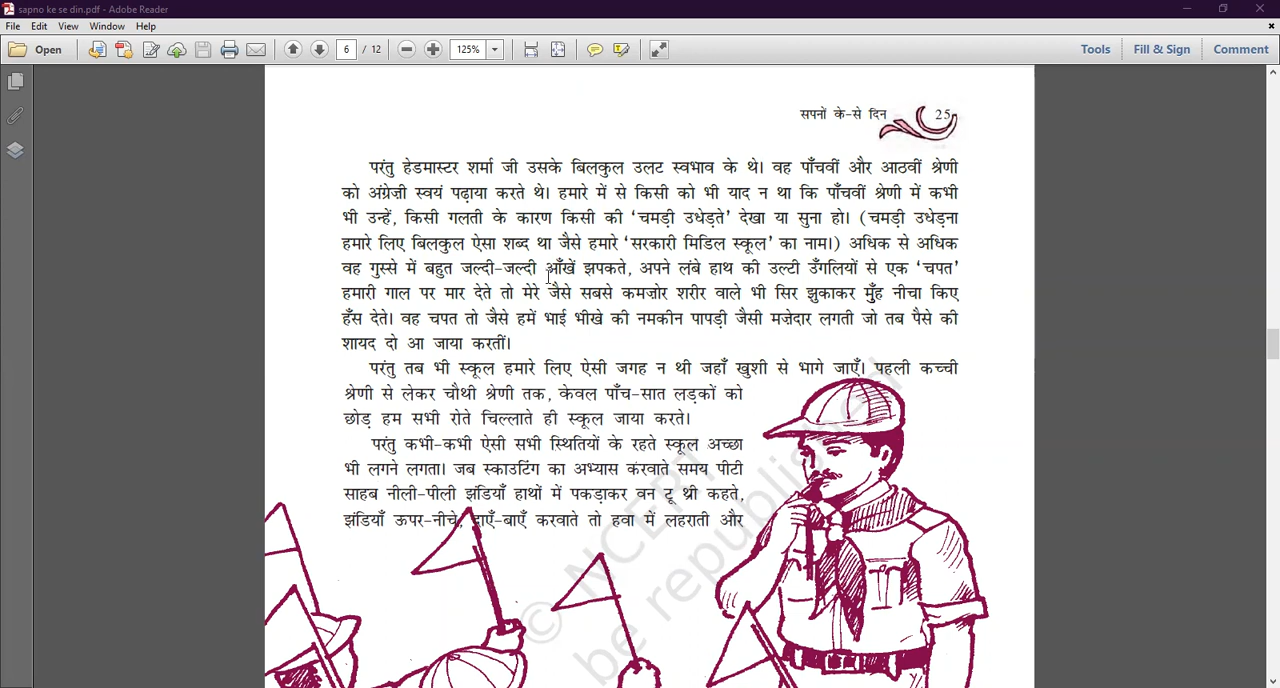 sapno ke se din.pdf - Adobe Reader
File Edit View Window Help
Open 6 / 12 125% Tools Fill & Sign Comment
सपनों के-से दिन 25
परंतु हेडमास्टर शर्मा जी उसके बिलकुल उलट स्वभाव के थे। वह पाँचवीं और आठवीं श्रेणी
को अंग्रेज़ी स्वयं पढ़ाया करते थे। हमारे में से किसी को भी याद न था कि पाँचवीं श्रेणी में कभी
भी उन्हें, किसी गलती के कारण किसी की ‘चमड़ी उधेड़ते’ देखा या सुना हो। (चमड़ी उधेड़ना
हमारे लिए बिलकुल ऐसा शब्द था जैसे हमारे ‘सरकारी मिडिल स्कूल’ का नाम।) अधिक से अधिक
वह गुस्से में बहुत जल्दी-जल्दी आँखें झपकते, अपने लंबे हाथ की उल्टी उँगलियों से एक ‘चपत’
हमारी गाल पर मार देते तो मेरे जैसे सबसे कमज़ोर शरीर वाले भी सिर झुकाकर मुँह नीचा किए
हँस देते। वह चपत तो जैसे हमें भाई भीखे की नमकीन पापड़ी जैसी मज़ेदार लगती जो तब पैसे की
शायद दो आ जाया करतीं।
परंतु तब भी स्कूल हमारे लिए ऐसी जगह न थी जहाँ खुशी से भागे जाएँ। पहली कच्ची
श्रेणी से लेकर चौथी श्रेणी तक, केवल पाँच-सात लड़कों को
छोड़ हम सभी रोते चिल्लाते ही स्कूल जाया करते।
परंतु कभी-कभी ऐसी सभी स्थितियों के रहते स्कूल अच्छा
भी लगने लगता। जब स्काउटिंग का अभ्यास करवाते समय पीटी
साहब नीली-पीली झंडियाँ हाथों में पकड़ाकर वन टू थ्री कहते,
झंडियाँ ऊपर-नीचे, दाएँ-बाएँ करवाते तो हवा में लहराती और
© NCERT
be republished